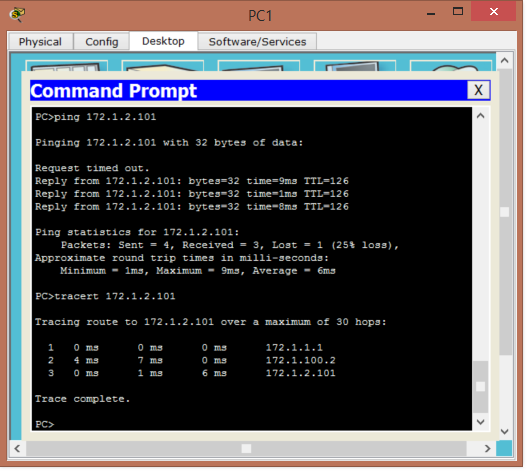 PC1
Physical Config Desktop Software/Services
Command Prompt X
PC>ping 172.1.2.101
Pinging 172.1.2.101 with 32 bytes of data:
Request timed out.
Reply from 172.1.2.101: bytes=32 time=9ms TTL=126
Reply from 172.1.2.101: bytes=32 time=1ms TTL=126
Reply from 172.1.2.101: bytes=32 time=8ms TTL=126
Ping statistics for 172.1.2.101:
Packets: Sent = 4, Received = 3, Lost = 1 (25% loss),
Approximate round trip times in milli-seconds:
Minimum = 1ms, Maximum = 9ms, Average = 6ms
PC>tracert 172.1.2.101
Tracing route to 172.1.2.101 over a maximum of 30 hops:
1 0 ms 0 ms 0 ms 172.1.1.1
2 4 ms 7 ms 0 ms 172.1.100.2
3 0 ms 1 ms 6 ms 172.1.2.101
Trace complete.
PC>